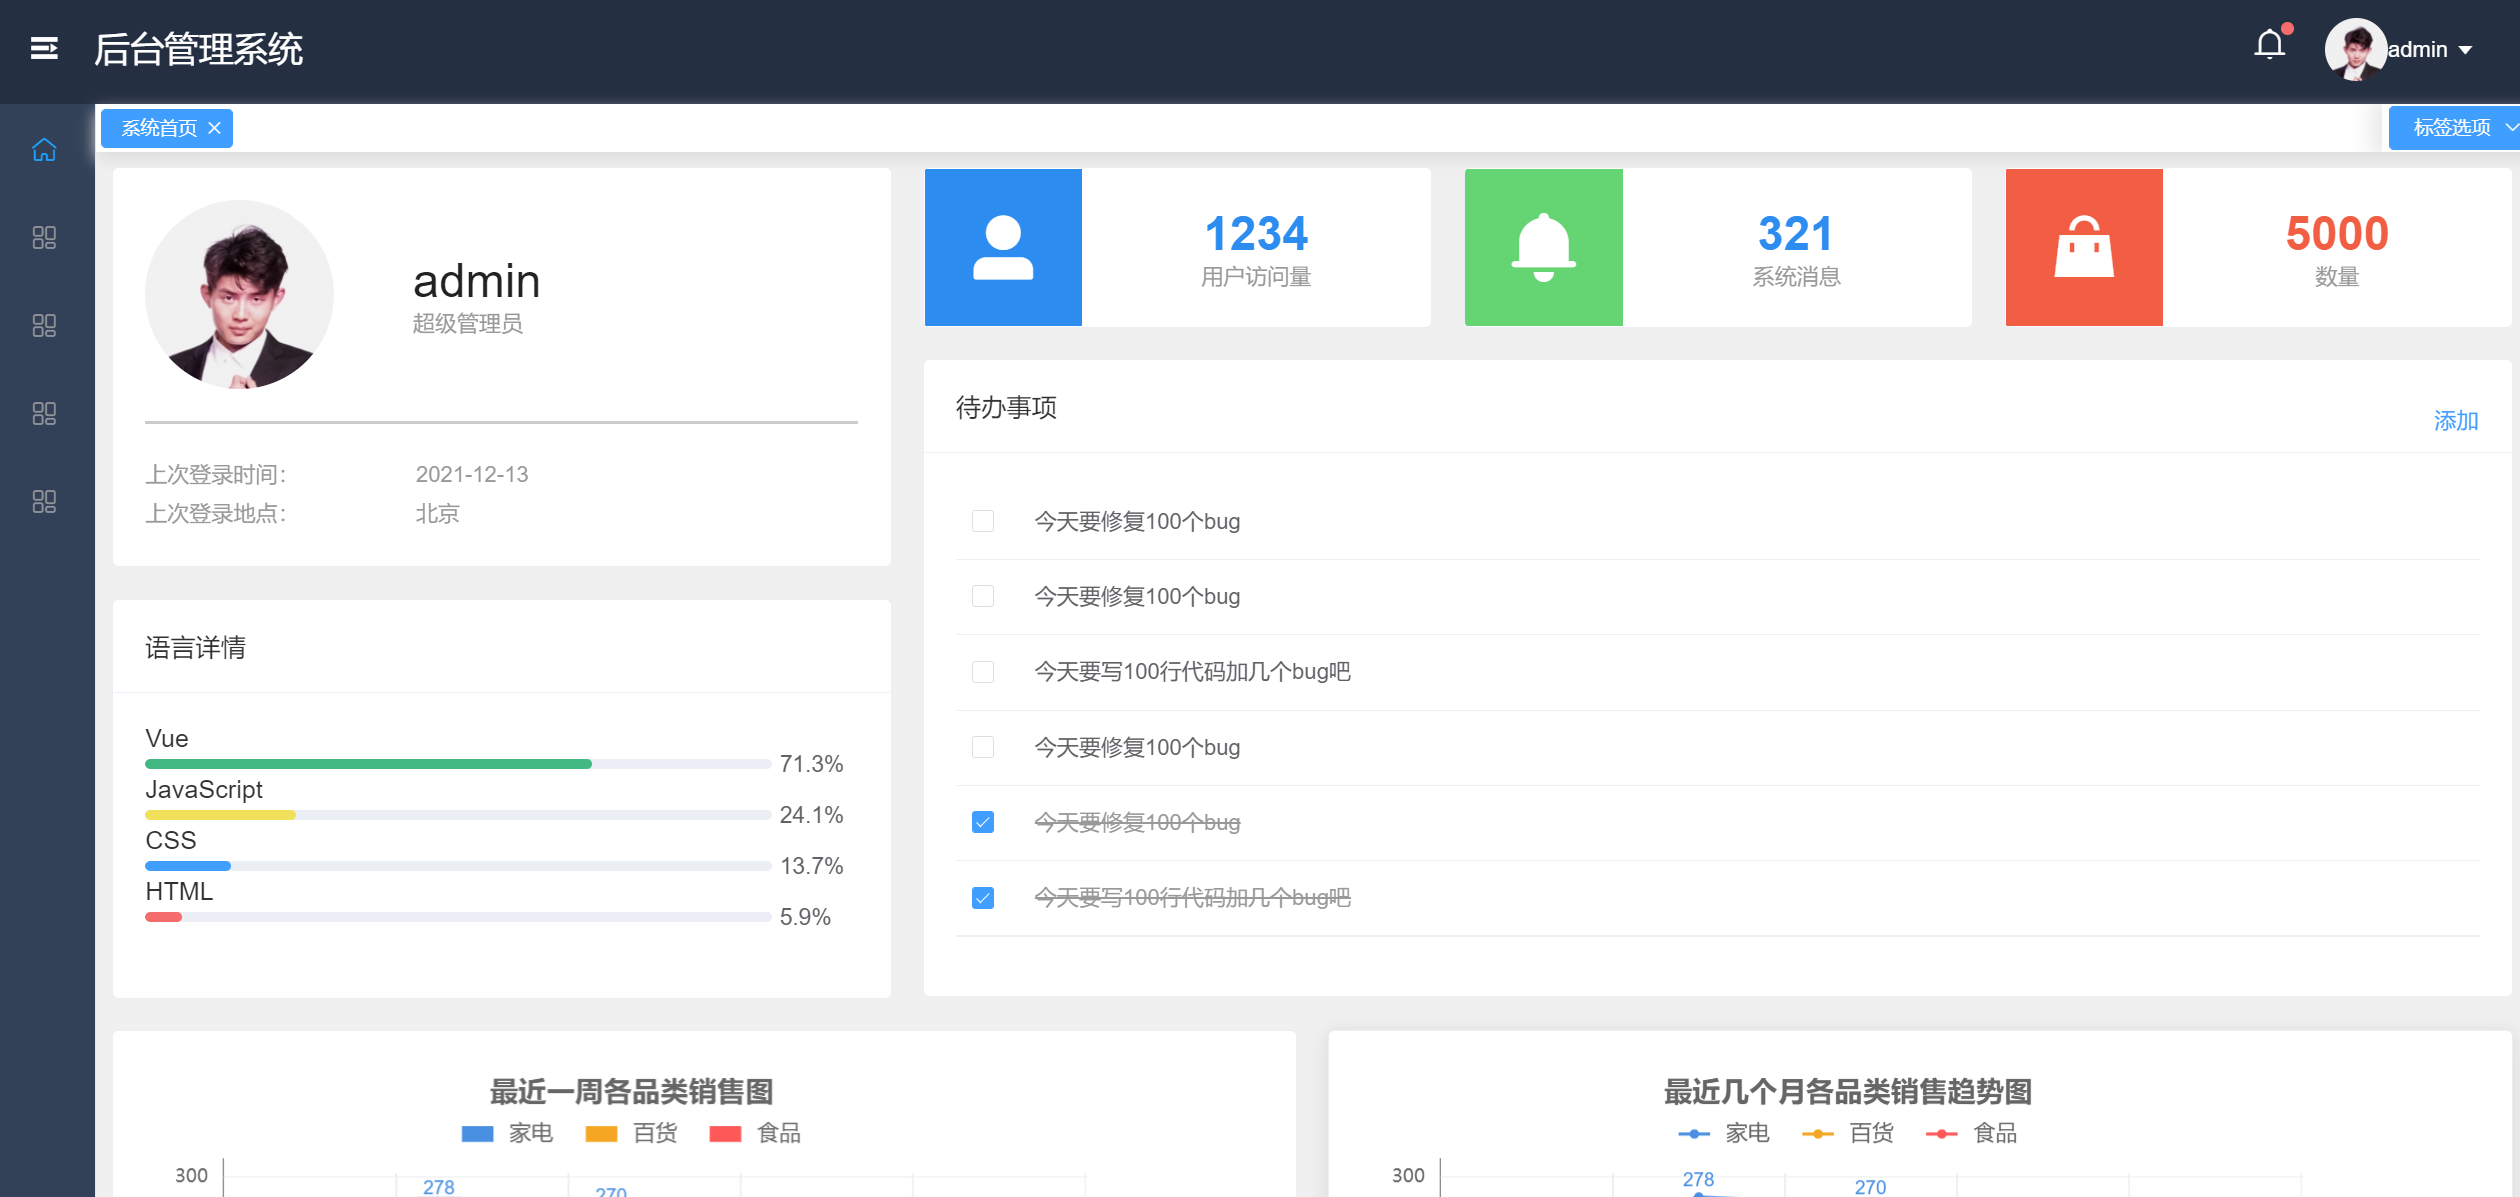 后台管理系统
admin
系统首页
标签选项
admin
超级管理员
上次登录时间：
2021-12-13
上次登录地点：
北京
1234
用户访问量
321
系统消息
5000
数量
待办事项
添加
今天要修复100个bug
今天要修复100个bug
今天要写100行代码加几个bug吧
今天要修复100个bug
今天要修复100个bug
今天要写100行代码加几个bug吧
语言详情
Vue
71.3%
JavaScript
24.1%
CSS
13.7%
HTML
5.9%
最近一周各品类销售图
家电 百货 食品
300
278
270
最近几个月各品类销售趋势图
家电 百货 食品
300
278
270